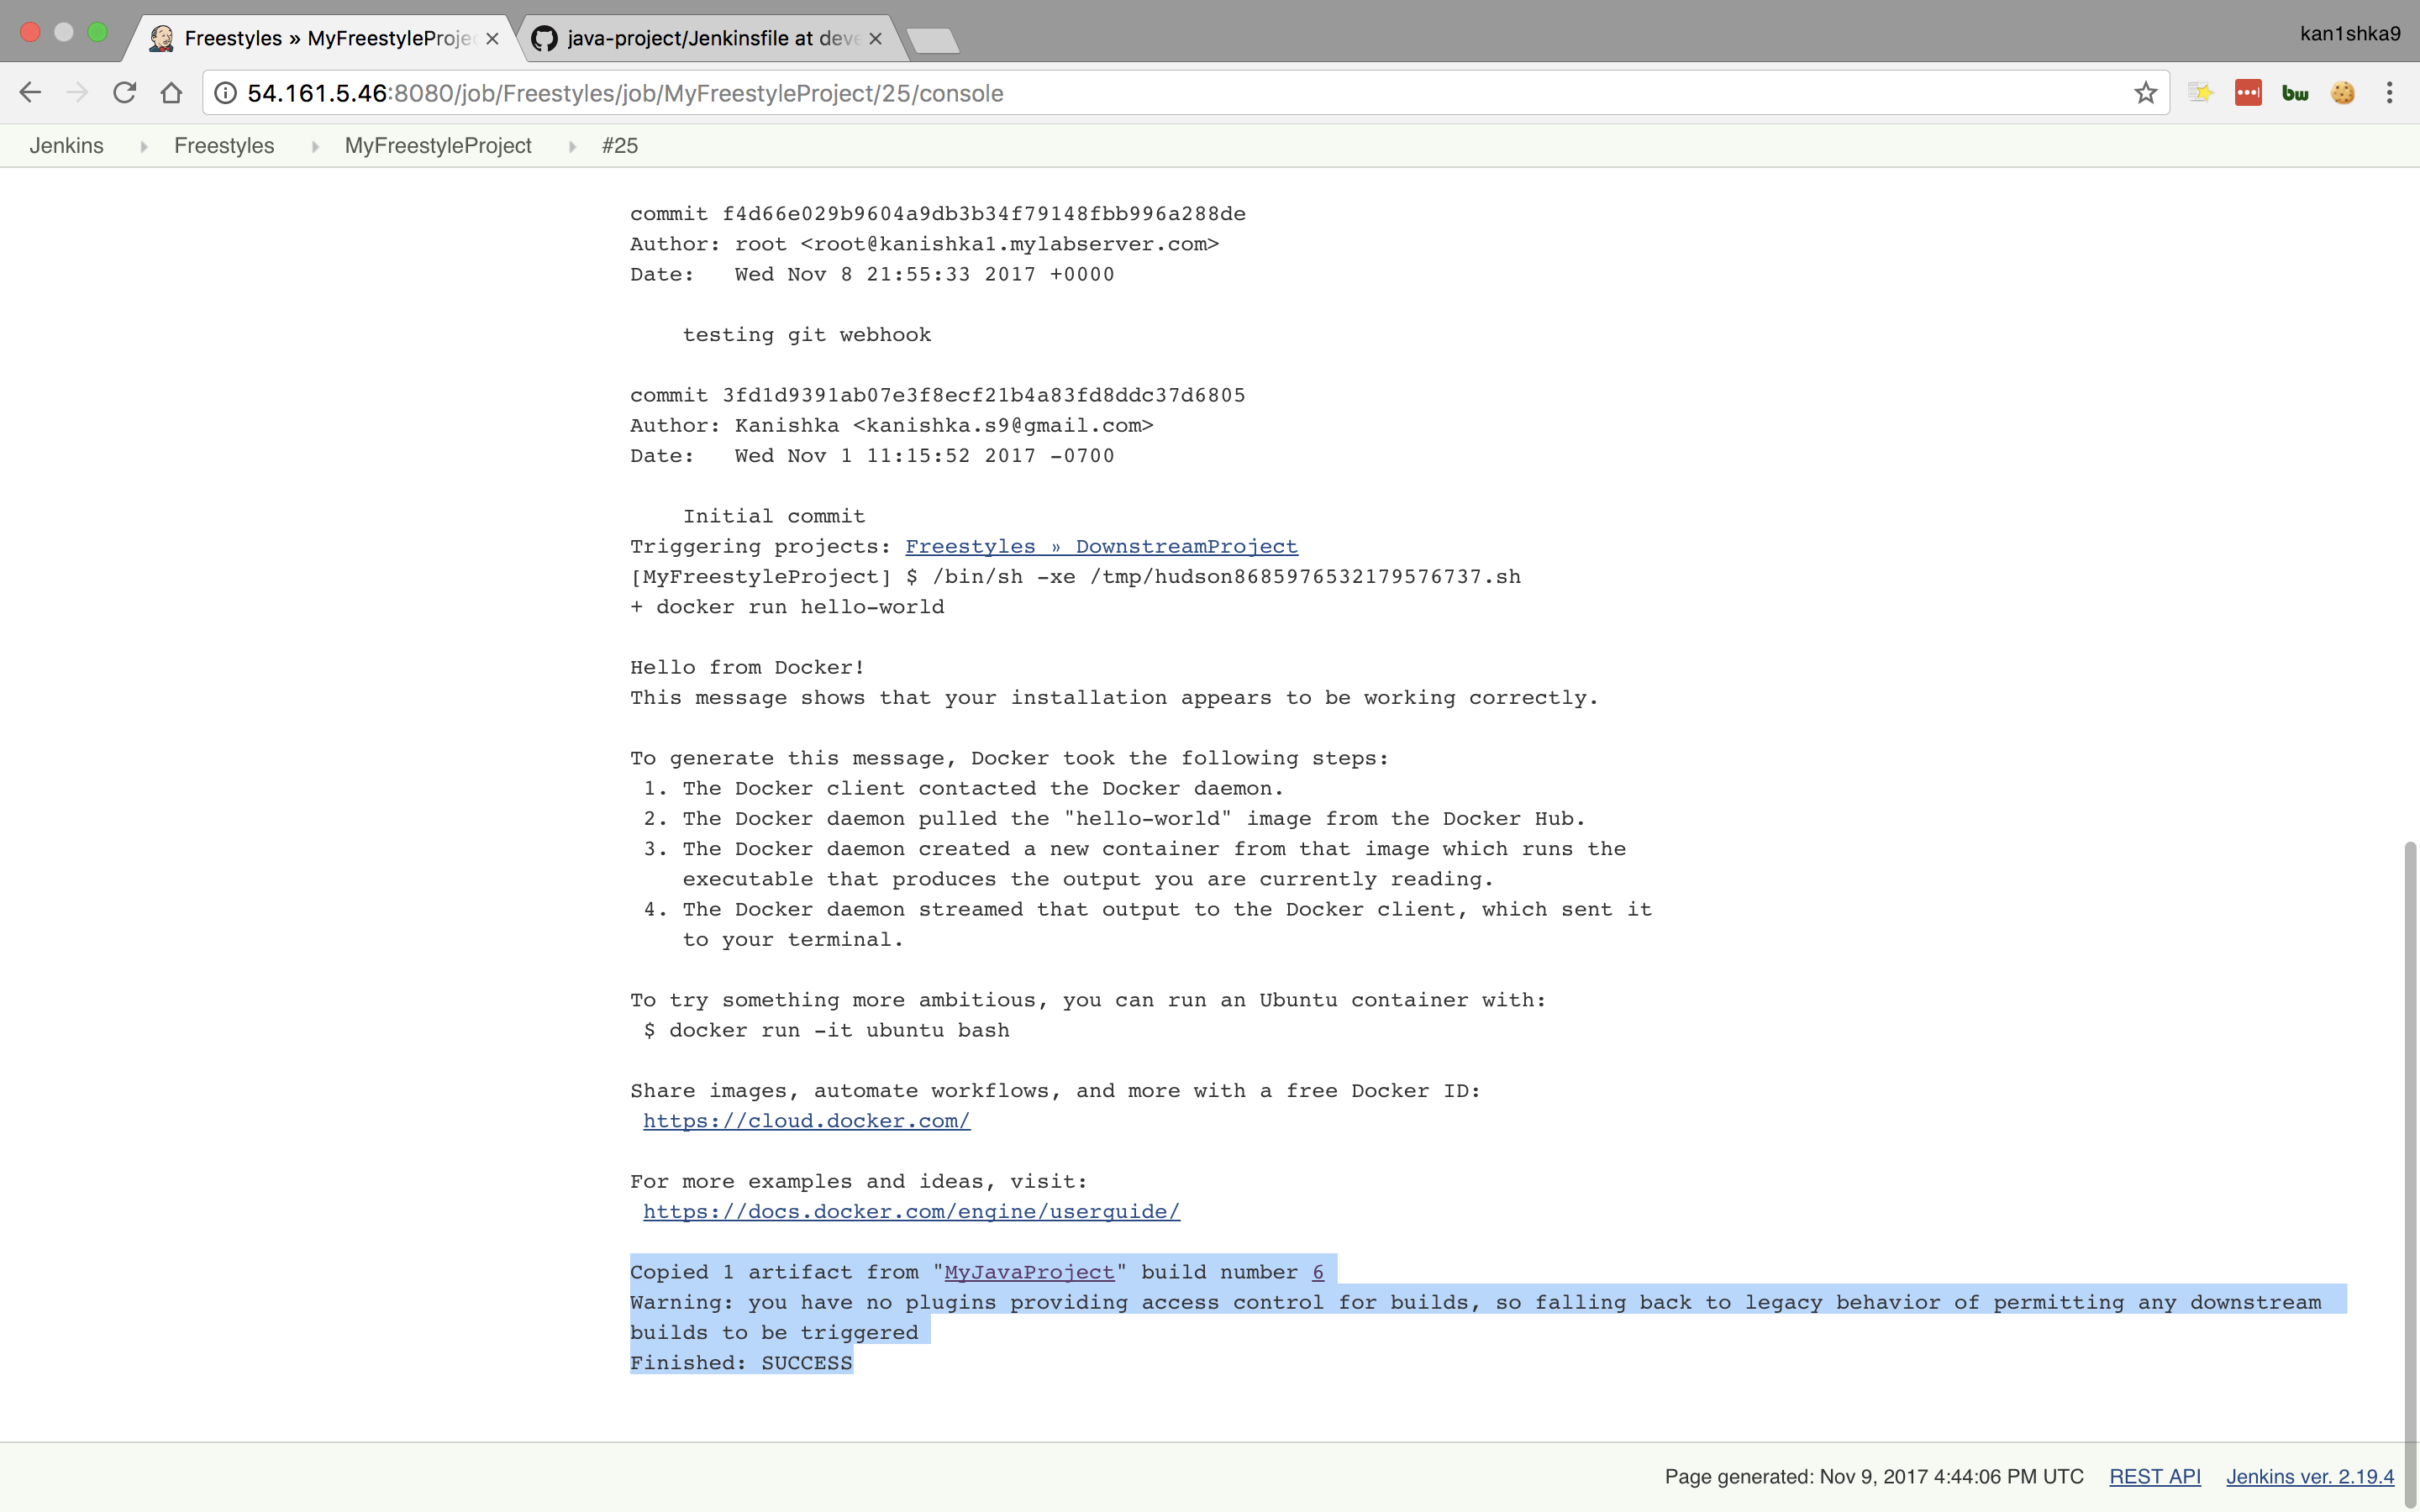 Freestyles » MyFreestyleProje
java-project/Jenkinsfile at deve
kan1shka9
54.161.5.46:8080/job/Freestyles/job/MyFreestyleProject/25/console
bw
Jenkins Freestyles MyFreestyleProject #25
commit f4d66e029b9604a9db3b34f79148fbb996a288de
Author: root <root@kanishka1.mylabserver.com>
Date:   Wed Nov 8 21:55:33 2017 +0000
testing git webhook
commit 3fd1d9391ab07e3f8ecf21b4a83fd8ddc37d6805
Author: Kanishka <kanishka.s9@gmail.com>
Date:   Wed Nov 1 11:15:52 2017 -0700
Initial commit
Triggering projects: Freestyles » DownstreamProject
[MyFreestyleProject] $ /bin/sh -xe /tmp/hudson8685976532179576737.sh
+ docker run hello-world
Hello from Docker!
This message shows that your installation appears to be working correctly.
To generate this message, Docker took the following steps:
1. The Docker client contacted the Docker daemon.
2. The Docker daemon pulled the "hello-world" image from the Docker Hub.
3. The Docker daemon created a new container from that image which runs the
executable that produces the output you are currently reading.
4. The Docker daemon streamed that output to the Docker client, which sent it
to your terminal.
To try something more ambitious, you can run an Ubuntu container with:
$ docker run -it ubuntu bash
Share images, automate workflows, and more with a free Docker ID:
https://cloud.docker.com/
For more examples and ideas, visit:
https://docs.docker.com/engine/userguide/
Copied 1 artifact from "MyJavaProject" build number 6
Warning: you have no plugins providing access control for builds, so falling back to legacy behavior of permitting any downstream
builds to be triggered
Finished: SUCCESS
Page generated: Nov 9, 2017 4:44:06 PM UTC REST API Jenkins ver. 2.19.4